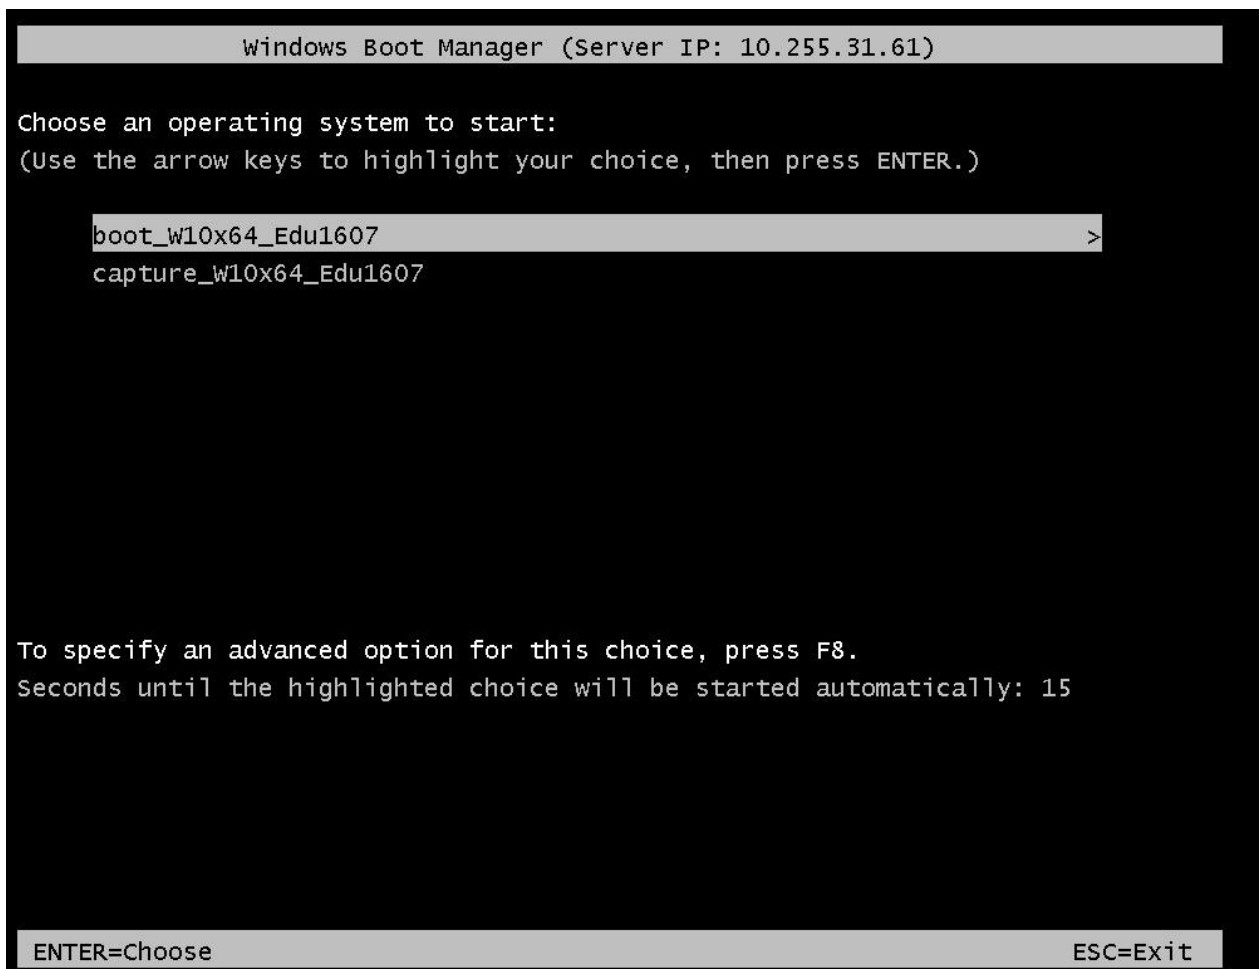 Windows Boot Manager (Server IP: 10.255.31.61)
Choose an operating system to start:
(Use the arrow keys to highlight your choice, then press ENTER.)
boot_W10x64_Edu1607 >
capture_W10x64_Edu1607
To specify an advanced option for this choice, press F8.
Seconds until the highlighted choice will be started automatically: 15
ENTER=Choose ESC=Exit